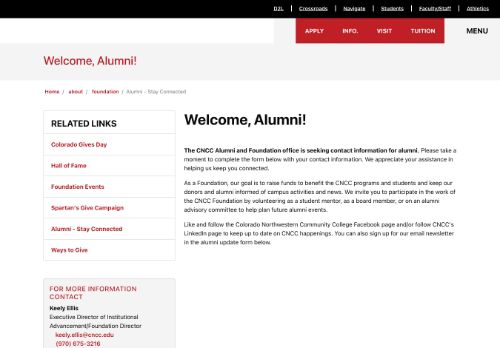 D2L | Crossroads | Navigate | Students | Faculty/Staff | Athletics
APPLY INFO. VISIT TUITION MENU
Welcome, Alumni!
Home / about / foundation / Alumni - Stay Connected
RELATED LINKS
Colorado Gives Day
Hall of Fame
Foundation Events
Spartan's Give Campaign
Alumni - Stay Connected
Ways to Give
FOR MORE INFORMATION
CONTACT
Keely Ellis
Executive Director of Institutional
Advancement/Foundation Director
keely.ellis@cncc.edu
(970) 675-3216
Welcome, Alumni!
The CNCC Alumni and Foundation office is seeking contact information for alumni. Please take a
moment to complete the form below with your contact information. We appreciate your assistance in
helping us keep you connected.
As a Foundation, our goal is to raise funds to benefit the CNCC programs and students and keep our
donors and alumni informed of campus activities and news. We invite you to participate in the work of
the CNCC Foundation by volunteering as a student mentor, as a board member, or on an alumni
advisory committee to help plan future alumni events.
Like and follow the Colorado Northwestern Community College Facebook page and/or follow CNCC's
LinkedIn page to keep up to date on CNCC happenings. You can also sign up for our email newsletter
in the alumni update form below.